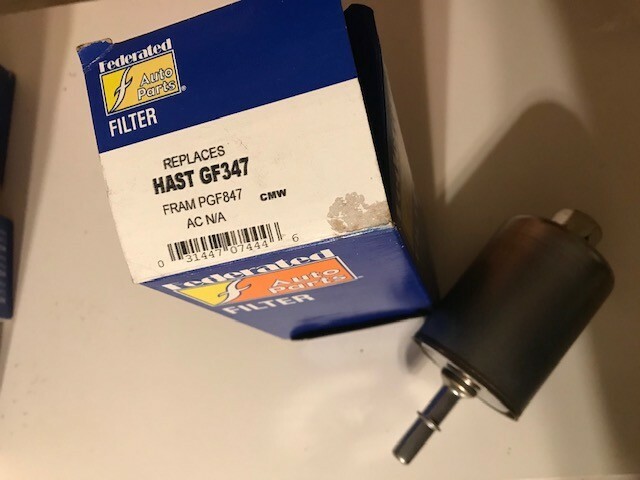 Federated
Auto
Parts®
FILTER
REPLACES
HAST GF347
FRAM PGF847 CMW
AC N/A
0 31447 07444 6
Federated
Auto
Parts
FILTER